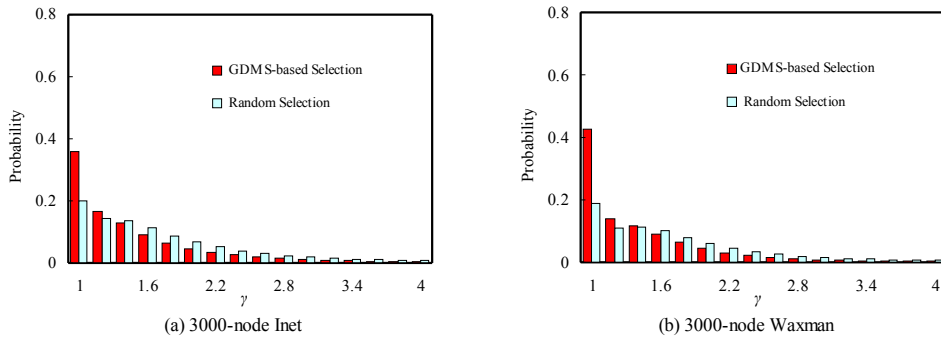 0.8
0.6
0.4
0.2
0
Probability
GDMS-based Selection
Random Selection
1 1.6 2.2 2.8 3.4 4
γ
(a) 3000-node Inet
0.8
0.6
0.4
0.2
0
Probability
GDMS-based Selection
Random Selection
1 1.6 2.2 2.8 3.4 4
γ
(b) 3000-node Waxman